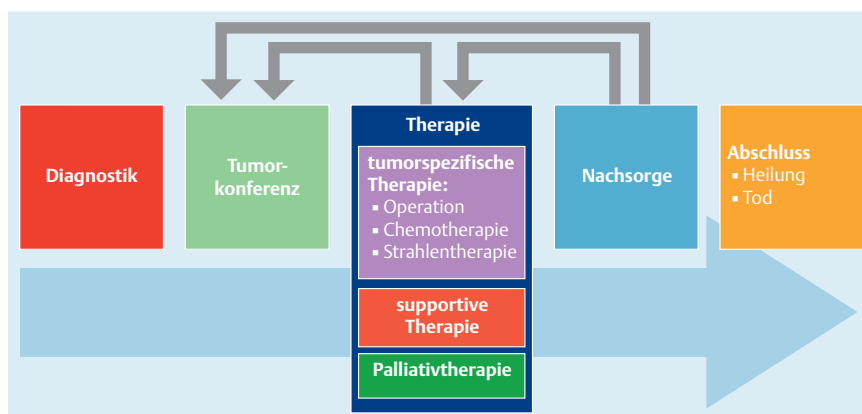 Diagnostik
Tumor-
konferenz
Therapie
tumorspezifische
Therapie:
▪ Operation
▪ Chemotherapie
▪ Strahlentherapie
supportive
Therapie
Palliativtherapie
Nachsorge
Abschluss
▪ Heilung
▪ Tod